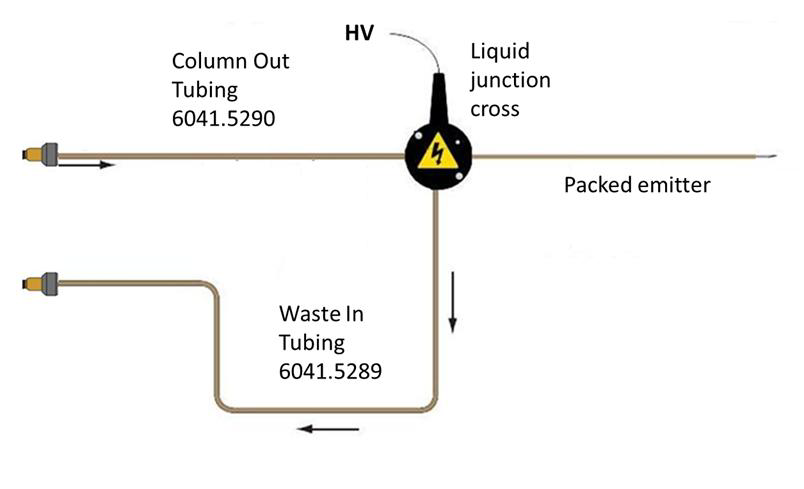 HV
Column Out
Tubing
6041.5290
Liquid
junction
cross
Packed emitter
Waste In
Tubing
6041.5289